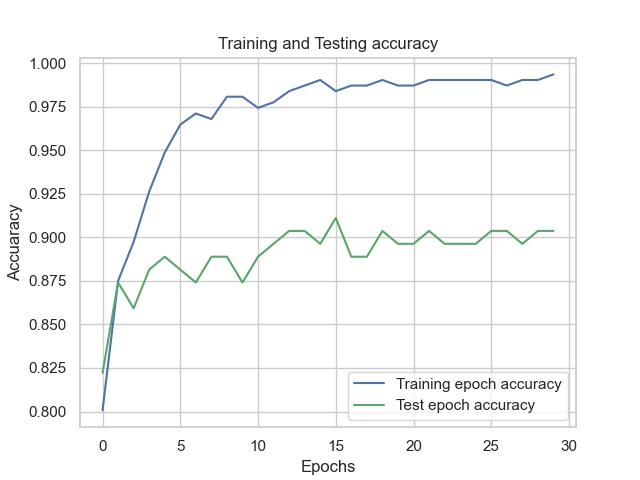 Training and Testing accuracy
1.000
0.975
0.950
0.925
0.900
0.875
0.850
0.825
0.800
Accuaracy
0 5 10 15 20 25 30
Epochs
Training epoch accuracy
Test epoch accuracy